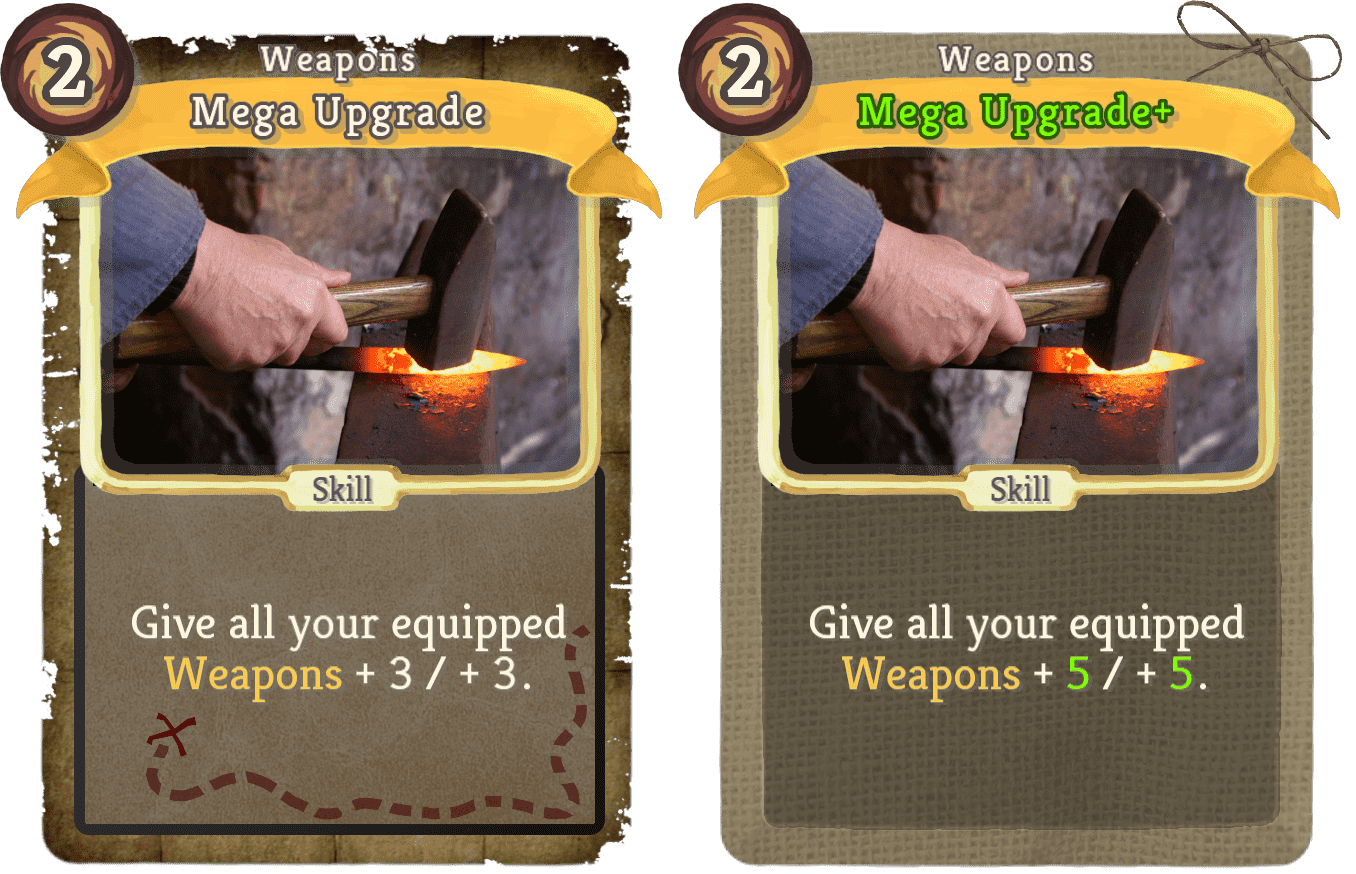 2
Weapons
Mega Upgrade
Skill
Give all your equipped
Weapons + 3 / + 3.
2
Weapons
Mega Upgrade+
Skill
Give all your equipped
Weapons + 5 / + 5.